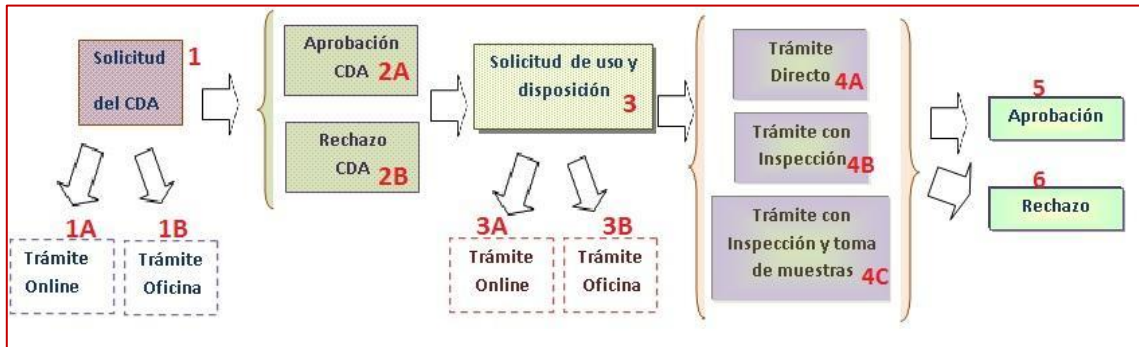 Solicitud
del CDA
1
1A
Trámite
Online
1B
Trámite
Oficina
Aprobación
CDA
2A
Rechazo
CDA
2B
Solicitud de uso y
disposición
3
3A
Trámite
Online
3B
Trámite
Oficina
Trámite
Directo
4A
Trámite con
Inspección
4B
Trámite con
Inspección y toma
de muestras
4C
5
Aprobación
6
Rechazo